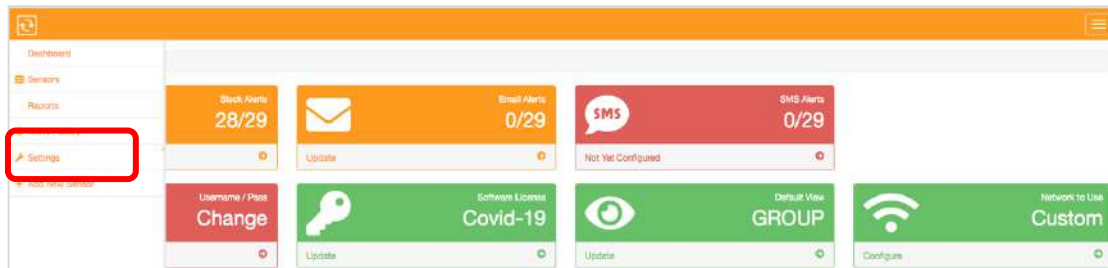 Dashboard
Sensors
Reports
Settings
Add New Sensor
Stock Alerts
28/29
Email Alerts
0/29
Update
SMS
SMS Alerts
0/29
Not Yet Configured
Username / Pass
Change
Software License
Covid-19
Update
Default View
GROUP
Update
Network to Use
Custom
Configure